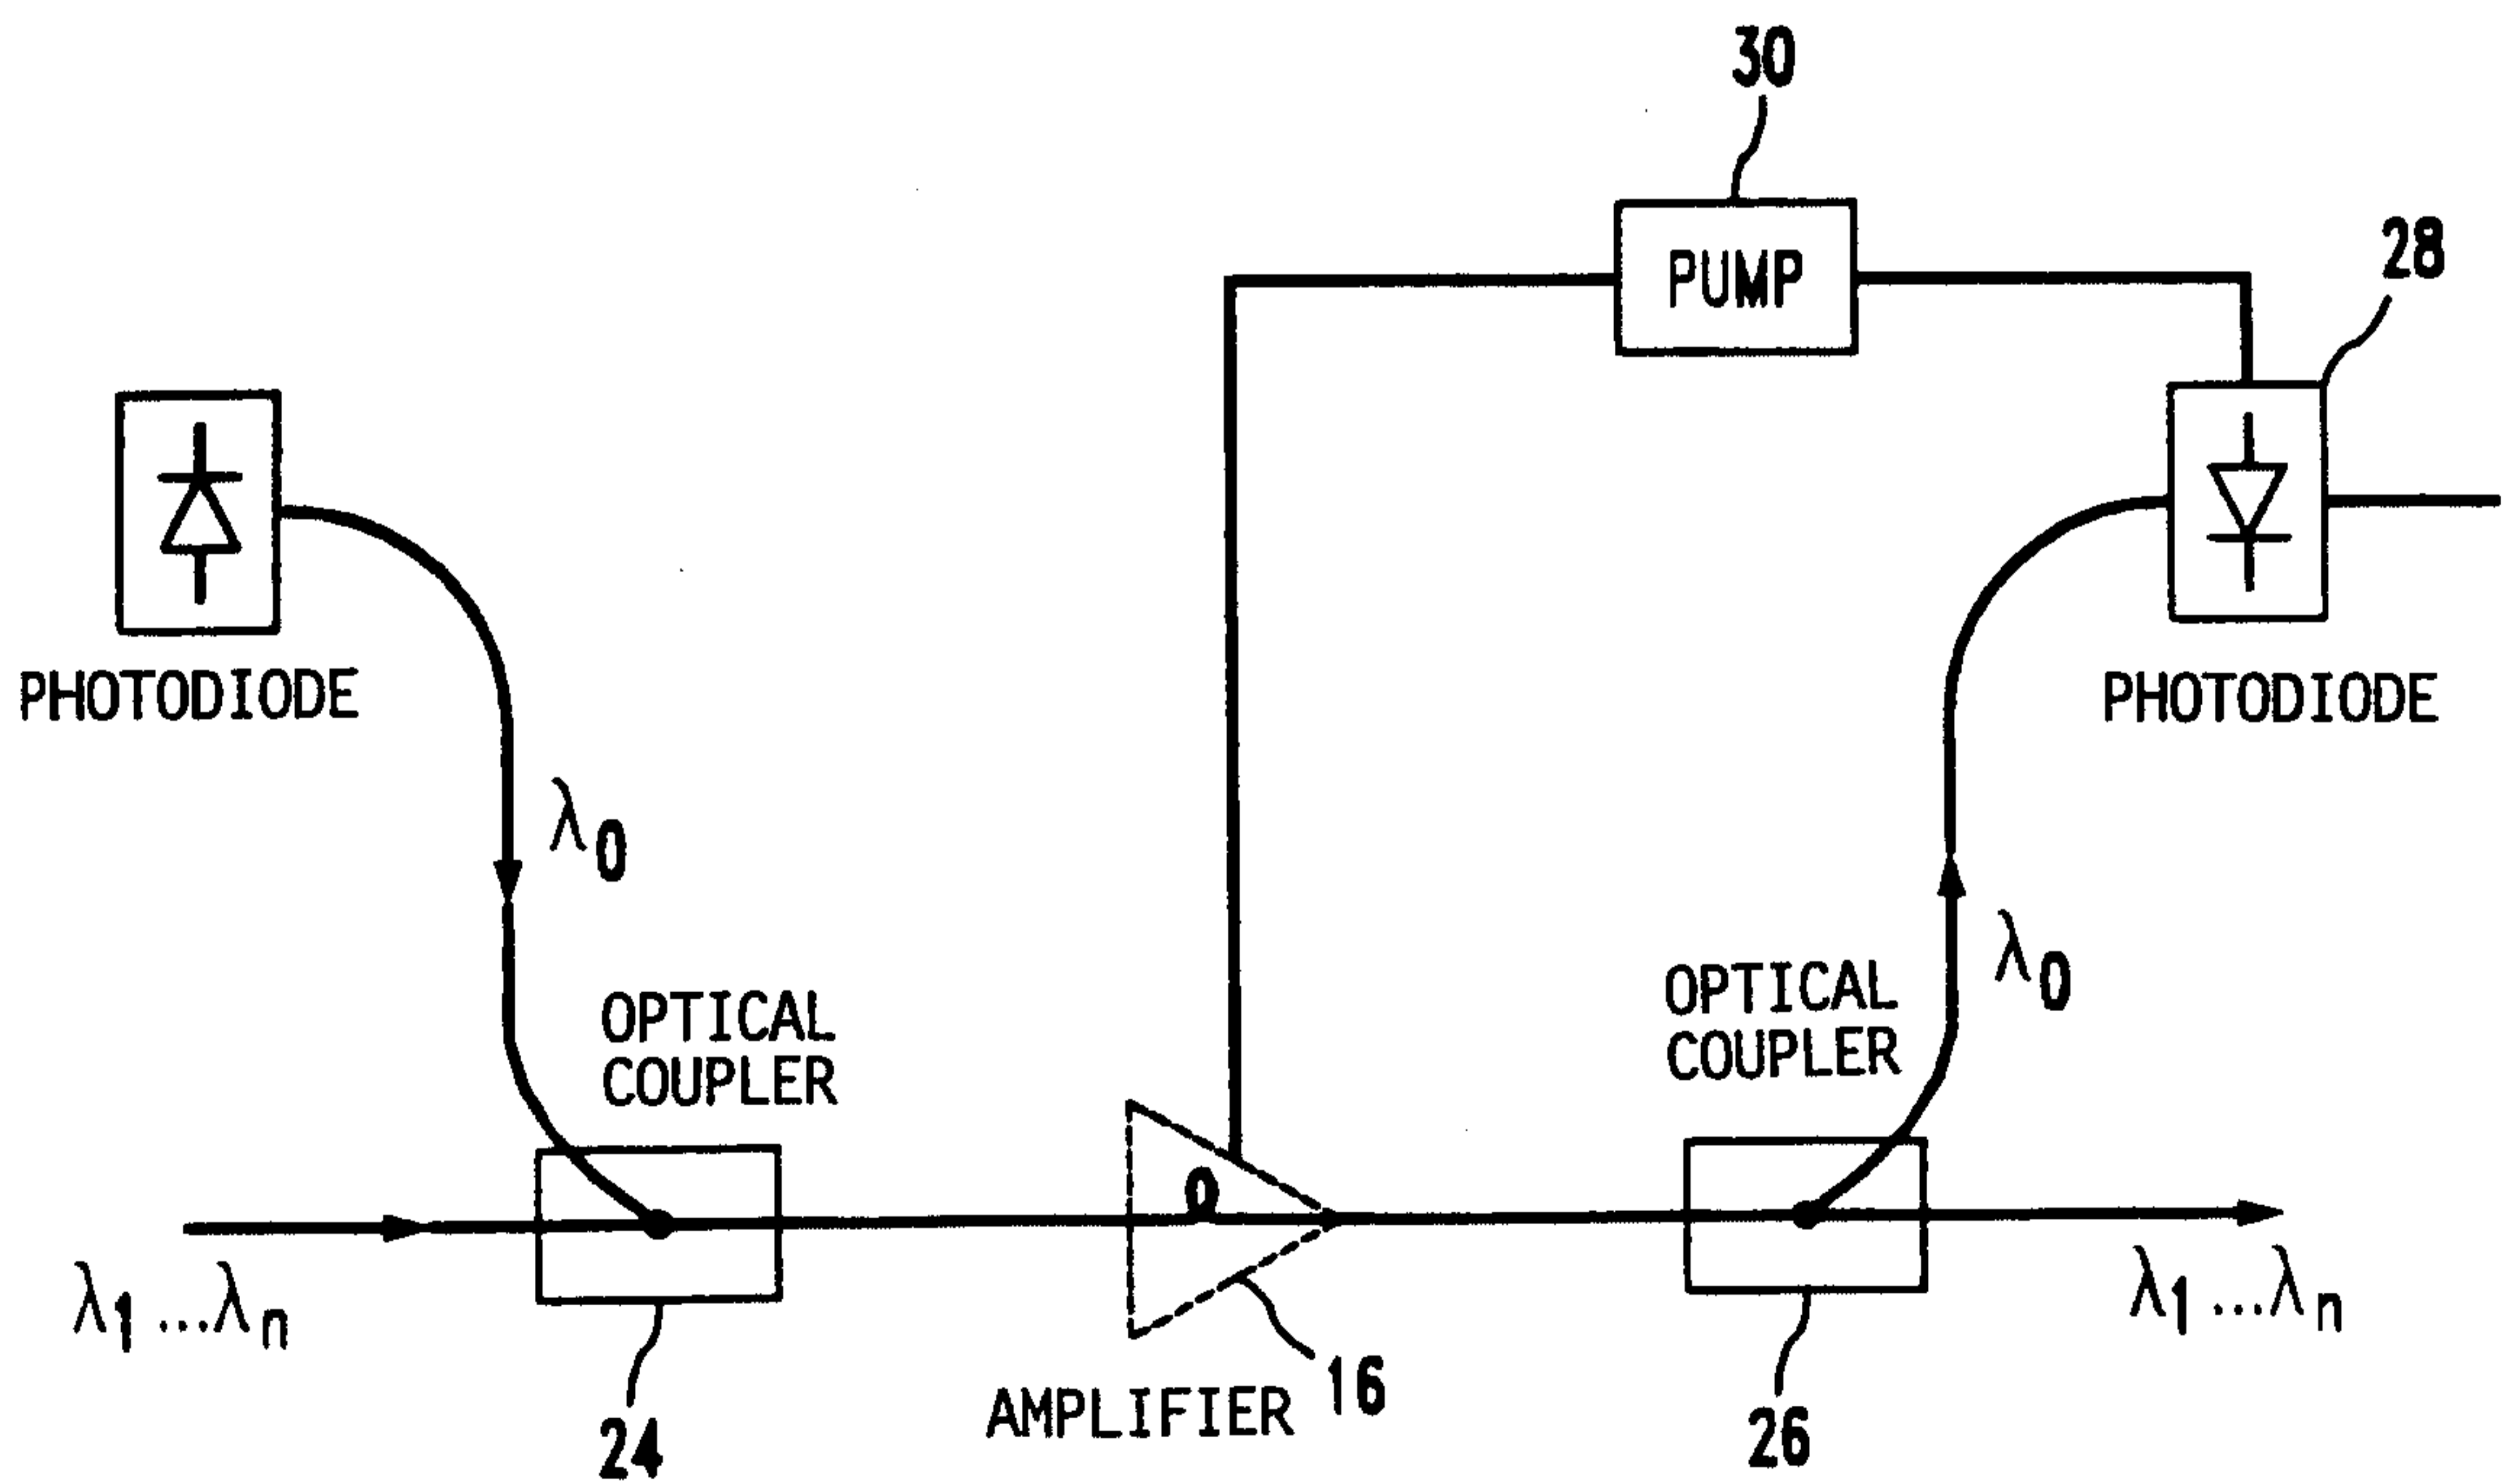 30
PUMP
28
PHOTODIODE
PHOTODIODE
λ0
λ0
OPTICAL
COUPLER
OPTICAL
COUPLER
λ1...λn
λ1...λn
16
AMPLIFIER
24
26